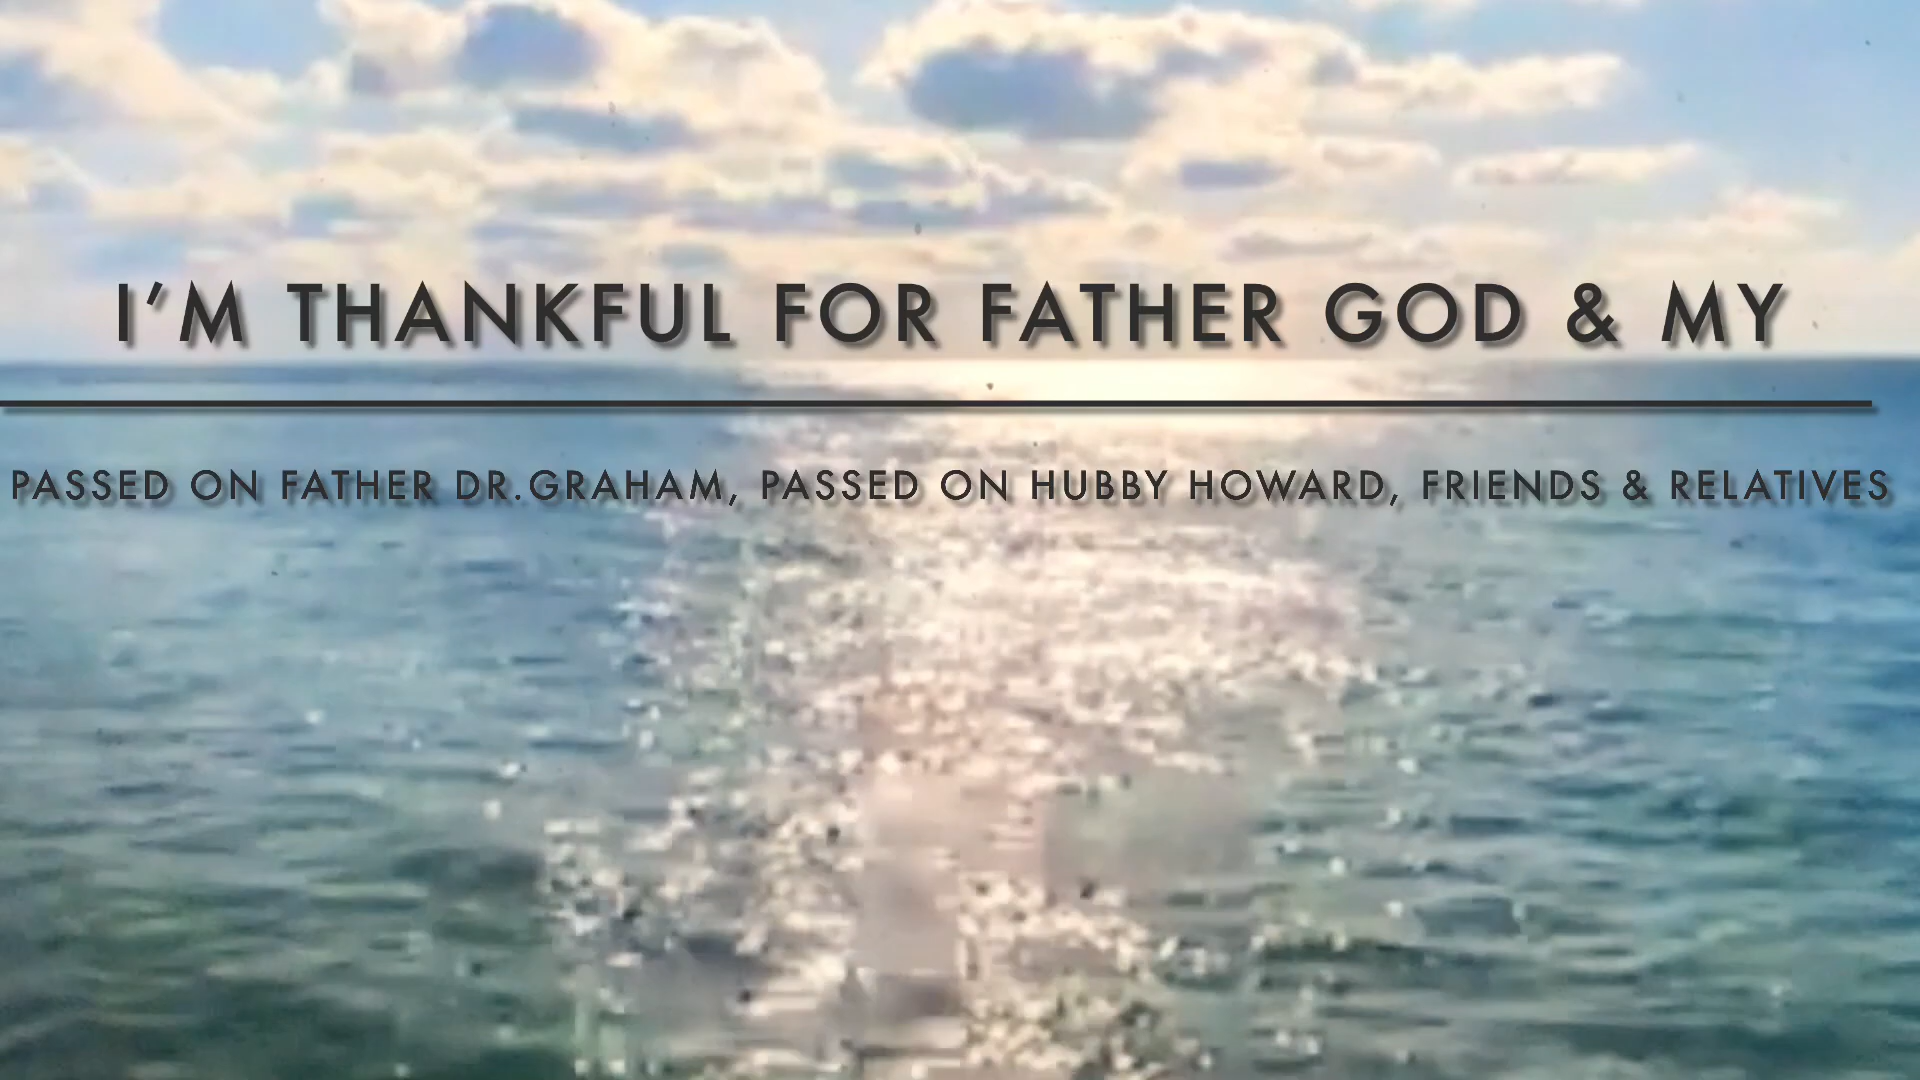 I’M THANKFUL FOR FATHER GOD & MY
PASSED ON FATHER DR.GRAHAM, PASSED ON HUBBY HOWARD, FRIENDS & RELATIVES